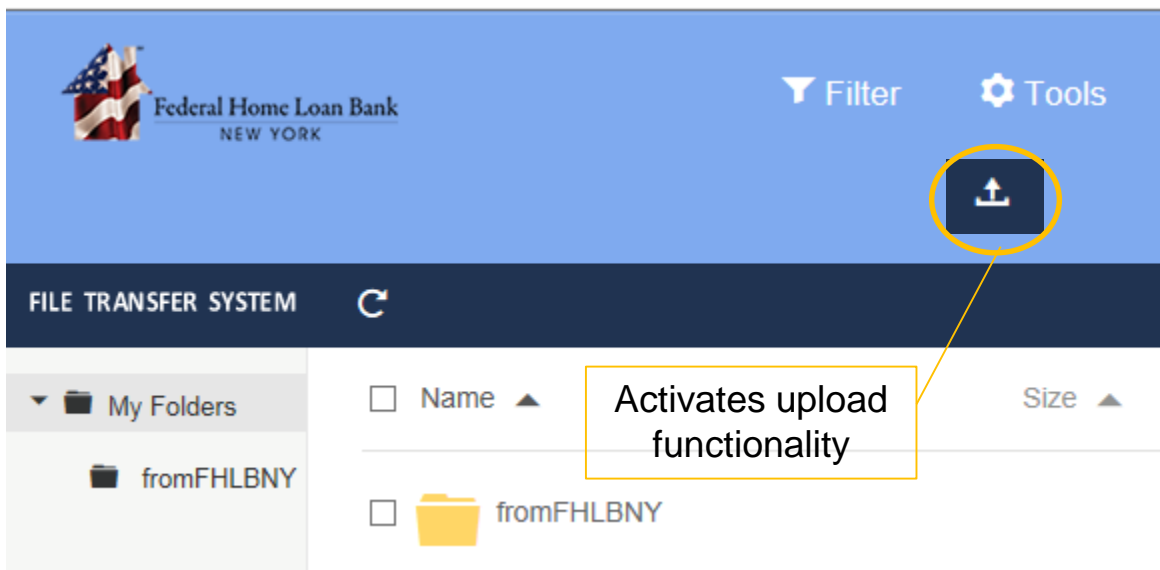 Federal Home Loan Bank
NEW YORK
Filter
Tools
FILE TRANSFER SYSTEM
My Folders
fromFHLBNY
Name
Size
Activates upload
functionality
fromFHLBNY